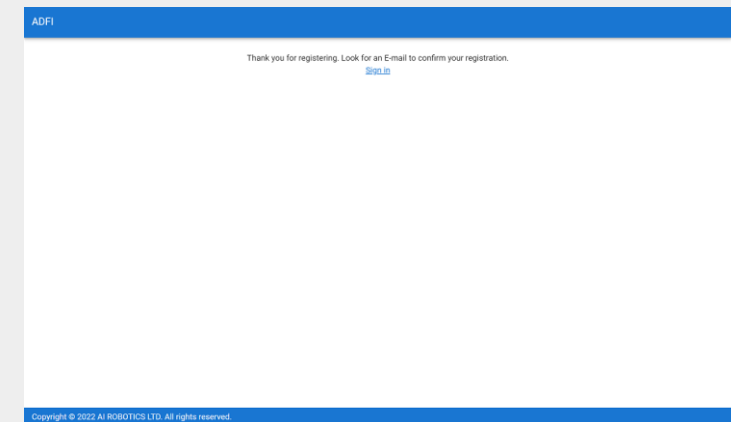 ADFI
Thank you for registering. Look for an E-mail to confirm your registration.
Sign in
Copyright © 2022 AI ROBOTICS LTD. All rights reserved.